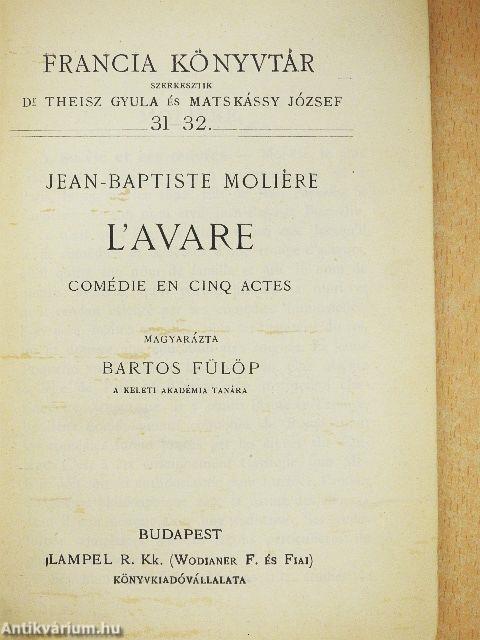 FRANCIA KÖNYVTÁR
SZERKESZTIK
Dr THEISZ GYULA ÉS MATSKÁSSY JÓZSEF
31–32.
JEAN-BAPTISTE MOLIÈRE
L'AVARE
COMÉDIE EN CINQ ACTES
MAGYARÁZTA
BARTOS FÜLÖP
A KELETI AKADÉMIA TANÁRA
BUDAPEST
LAMPEL R. Kk. (WODIANER F. ÉS FIAI)
KÖNYVKIADÓVÁLLALATA
Antikvárium.hu